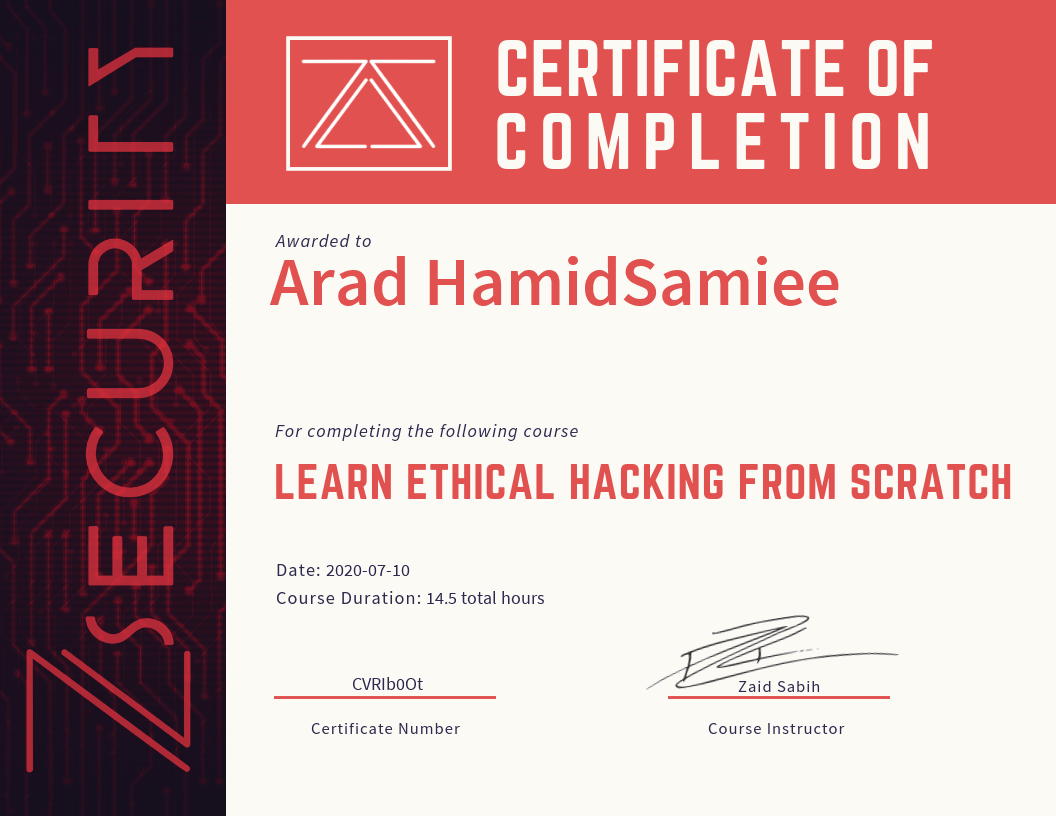 ZSECURITY
CERTIFICATE OF
COMPLETION
Awarded to
Arad HamidSamiee
For completing the following course
LEARN ETHICAL HACKING FROM SCRATCH
Date: 2020-07-10
Course Duration: 14.5 total hours
CVRIb0Ot
Zaid Sabih
Certificate Number
Course Instructor